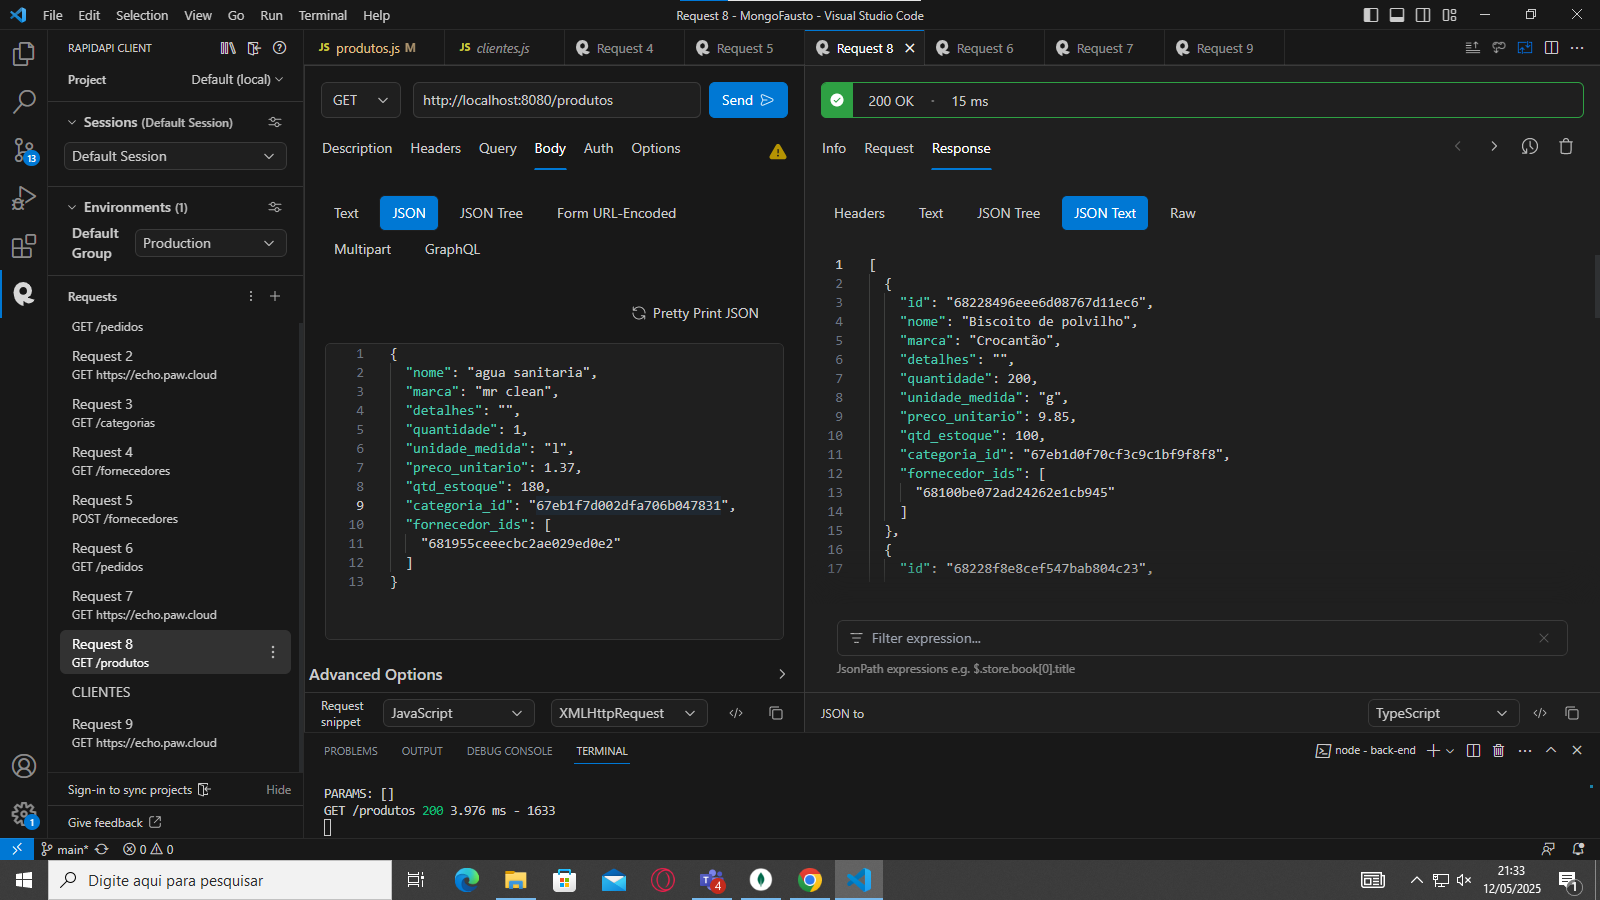 File Edit Selection View Go Run Terminal Help
Request 8 - MongoFausto - Visual Studio Code
RAPIDAPI CLIENT
Project Default (local)
Sessions (Default Session)
Default Session
Environments (1)
Default Group Production
Requests
GET /pedidos
Request 2
GET https://echo.paw.cloud
Request 3
GET /categorias
Request 4
GET /fornecedores
Request 5
POST /fornecedores
Request 6
GET /pedidos
Request 7
GET https://echo.paw.cloud
Request 8
GET /produtos
CLIENTES
Request 9
GET https://echo.paw.cloud
Sign-in to sync projects Hide
Give feedback
JS produtos.js M JS clientes.js Request 4 Request 5 Request 8 Request 6 Request 7 Request 9
GET http://localhost:8080/produtos Send
Description Headers Query Body Auth Options
Text JSON JSON Tree Form URL-Encoded
Multipart GraphQL
Pretty Print JSON
1 {
2 "nome": "agua sanitaria",
3 "marca": "mr clean",
4 "detalhes": "",
5 "quantidade": 1,
6 "unidade_medida": "l",
7 "preco_unitario": 1.37,
8 "qtd_estoque": 180,
9 "categoria_id": "67eb1f7d002dfa706b047831",
10 "fornecedor_ids": [
11 "681955ceeecbc2ae029ed0e2"
12 ]
13 }
Advanced Options
Request snippet JavaScript XMLHttpRequest
200 OK · 15 ms
Info Request Response
Headers Text JSON Tree JSON Text Raw
1 [
2 {
3 "id": "68228496eee6d08767d11ec6",
4 "nome": "Biscoito de polvilho",
5 "marca": "Crocantão",
6 "detalhes": "",
7 "quantidade": 200,
8 "unidade_medida": "g",
9 "preco_unitario": 9.85,
10 "qtd_estoque": 100,
11 "categoria_id": "67eb1d0f70cf3c9c1bf9f8f8",
12 "fornecedor_ids": [
13 "68100be072ad24262e1cb945"
14 ]
15 },
16 {
17 "id": "68228f8e8cef547bab804c23",
Filter expression...
JsonPath expressions e.g. $.store.book[0].title
JSON to TypeScript
PROBLEMS OUTPUT DEBUG CONSOLE TERMINAL
node - back-end
PARAMS: []
GET /produtos 200 3.976 ms - 1633
13
1
main* 0 0
Digite aqui para pesquisar
4
21:33
12/05/2025
1